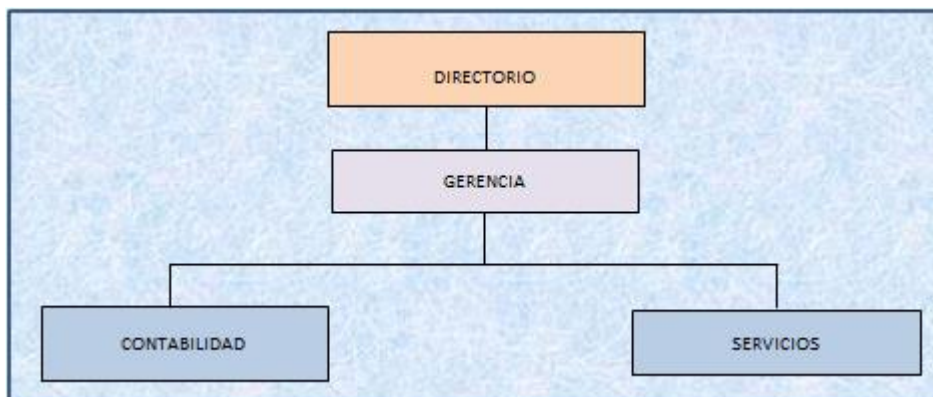 DIRECTORIO
GERENCIA
CONTABILIDAD
SERVICIOS